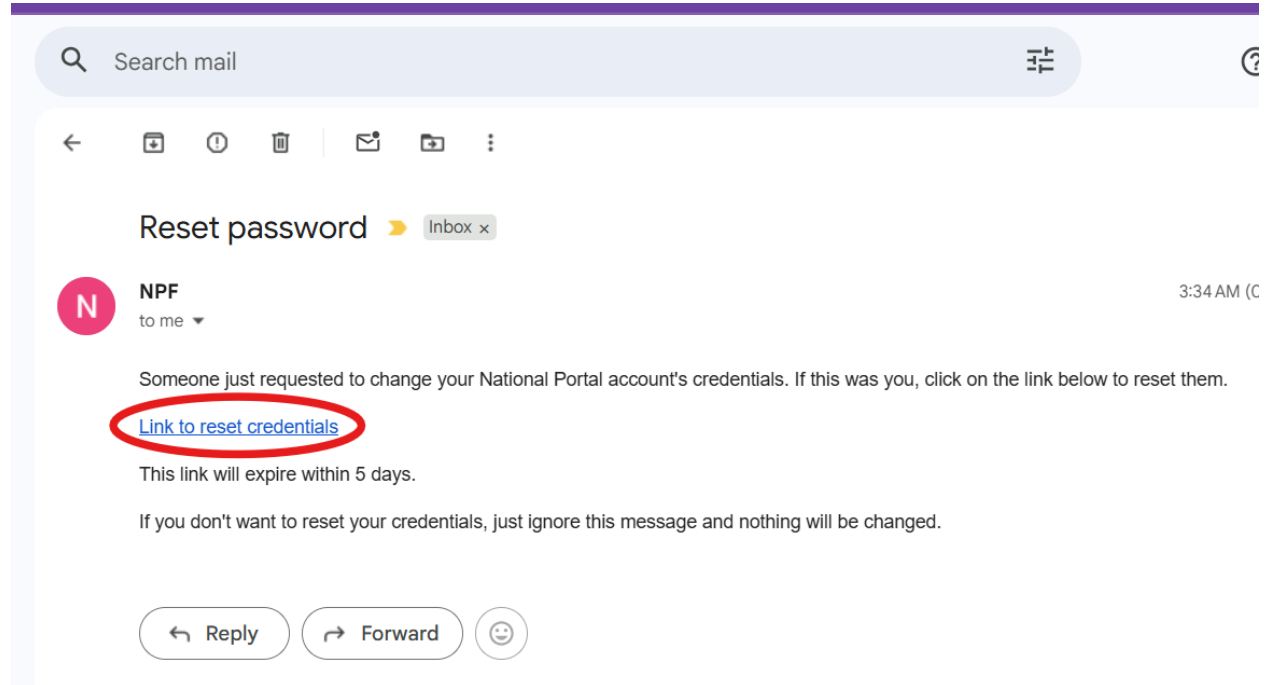 Search mail
Reset password Inbox x
N
NPF
3:34 AM
to me
Someone just requested to change your National Portal account's credentials. If this was you, click on the link below to reset them.
Link to reset credentials
This link will expire within 5 days.
If you don't want to reset your credentials, just ignore this message and nothing will be changed.
Reply Forward